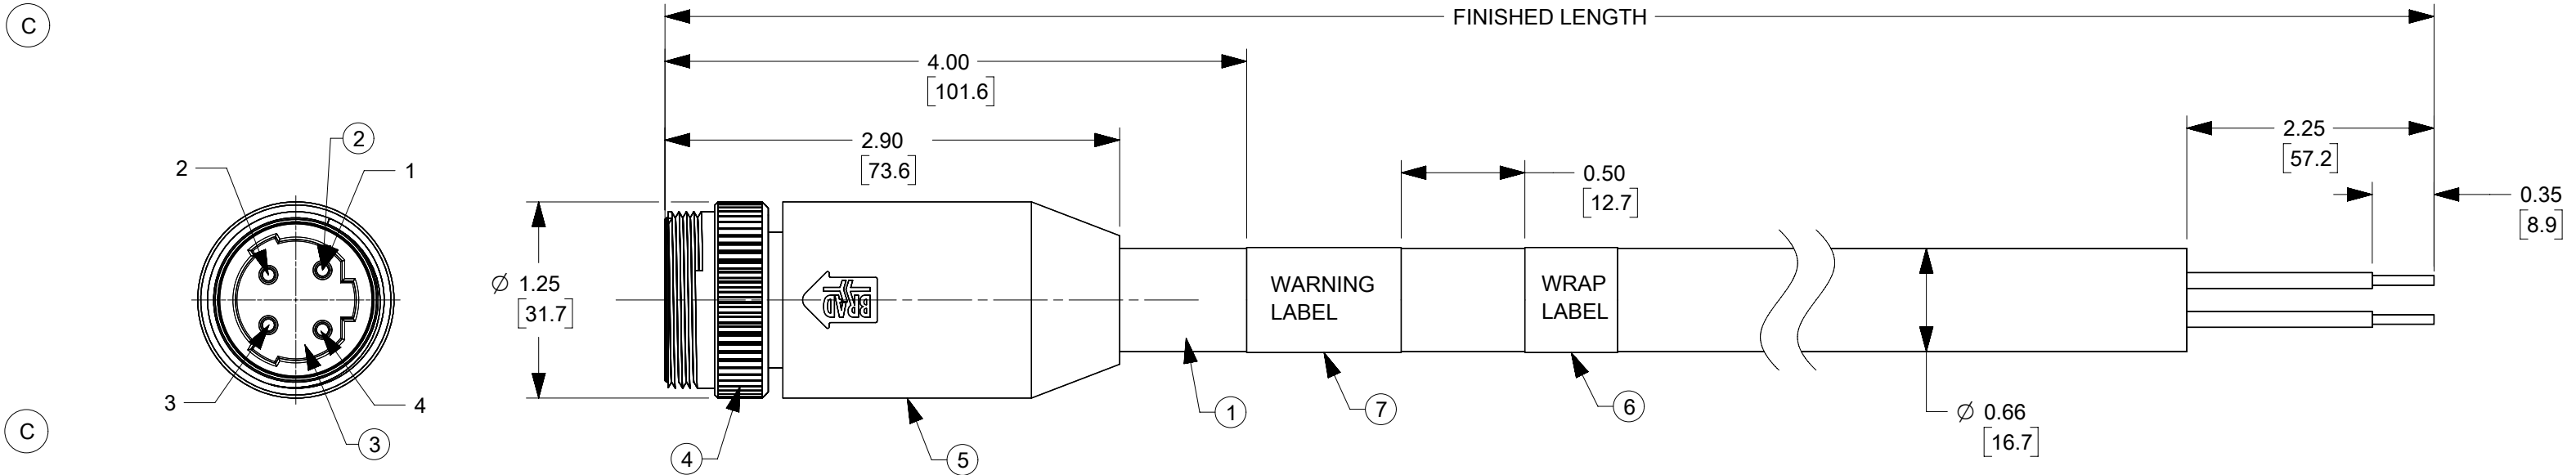 C
FINISHED LENGTH
4.00
[101.6]
2.90
[73.6]
2.25
[57.2]
0.50
[12.7]
0.35
[8.9]
2
2
1
3
4
3
Ø 1.25
[31.7]
BRAD
WARNING
LABEL
WRAP
LABEL
Ø 0.66
[16.7]
C
4
5
1
7
6